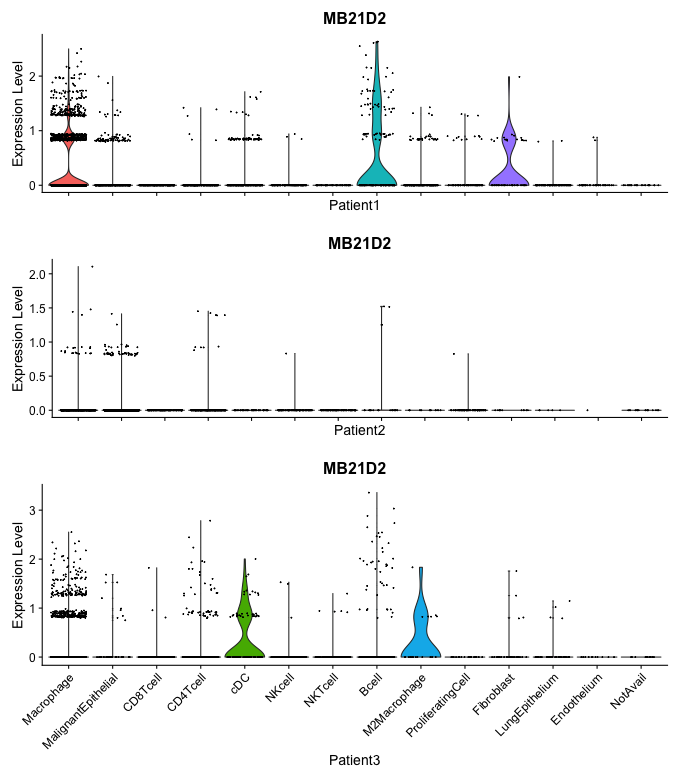 MB21D2
Expression Level
2
1
0
Patient1
MB21D2
Expression Level
2.0
1.5
1.0
0.5
0.0
Patient2
MB21D2
Expression Level
3
2
1
0
Macrophage
MalignantEpithelial
CD8Tcell
CD4Tcell
cDC
NKcell
NKTcell
Bcell
M2Macrophage
ProliferatingCell
Fibroblast
LungEpithelium
Endothelium
NotAvail
Patient3